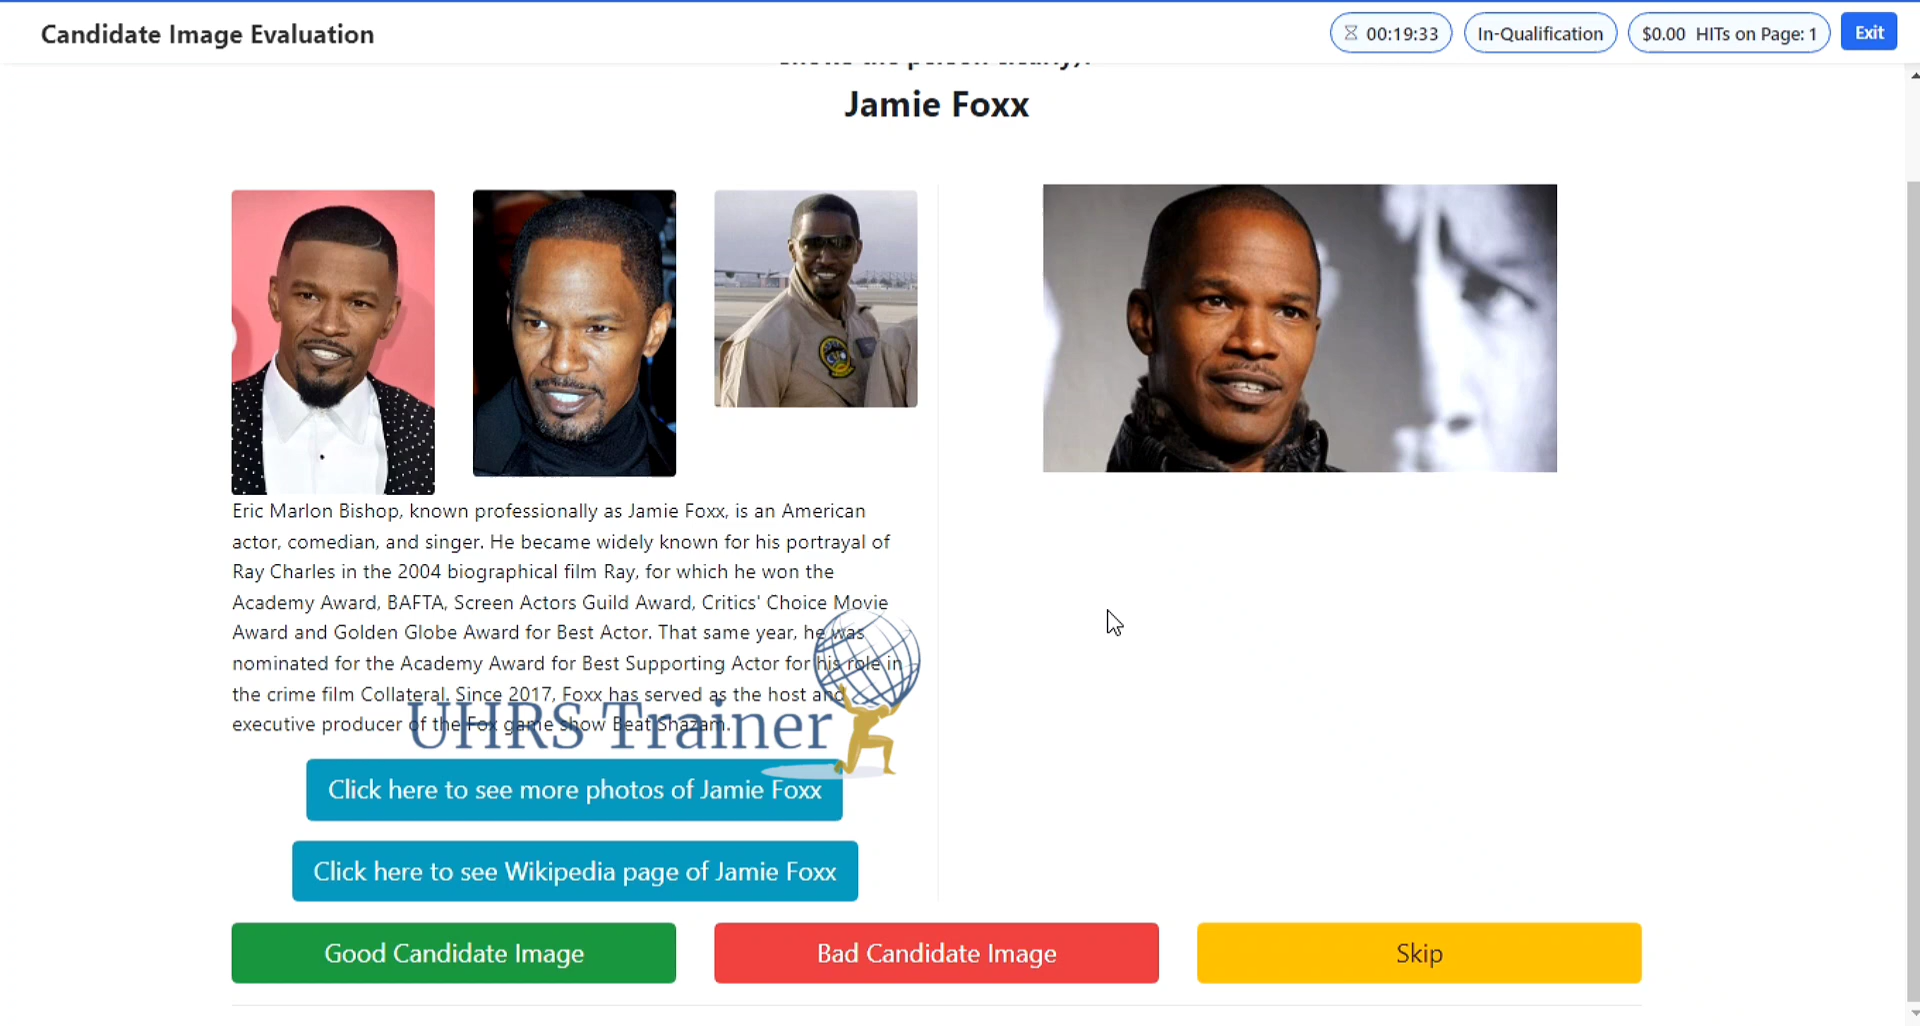 Candidate Image Evaluation
00:19:33
In-Qualification
$0.00 HITs on Page: 1
Exit
Jamie Foxx
Eric Marlon Bishop, known professionally as Jamie Foxx, is an American
actor, comedian, and singer. He became widely known for his portrayal of
Ray Charles in the 2004 biographical film Ray, for which he won the
Academy Award, BAFTA, Screen Actors Guild Award, Critics' Choice Movie
Award and Golden Globe Award for Best Actor. That same year, he was
nominated for the Academy Award for Best Supporting Actor for his role in
the crime film Collateral. Since 2017, Foxx has served as the host and
executive producer of the Fox game show Beat Shazam.
UHRS Trainer
Click here to see more photos of Jamie Foxx
Click here to see Wikipedia page of Jamie Foxx
Good Candidate Image
Bad Candidate Image
Skip